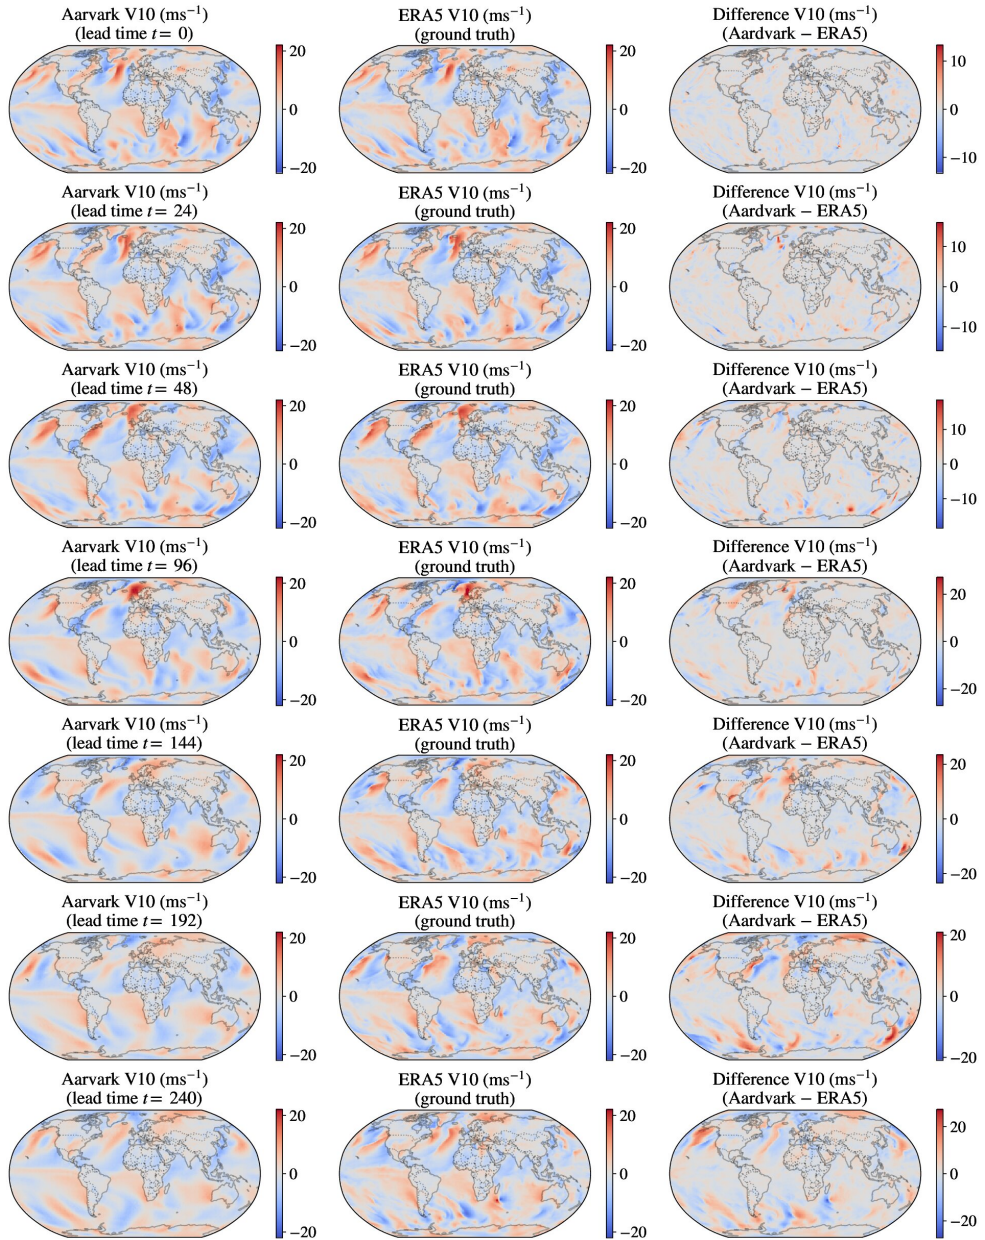 Aarvark V10 (ms⁻¹)
(lead time t = 0)
20
0
−20
ERA5 V10 (ms⁻¹)
(ground truth)
20
0
−20
Difference V10 (ms⁻¹)
(Aardvark − ERA5)
10
0
−10
Aarvark V10 (ms⁻¹)
(lead time t = 24)
20
0
−20
ERA5 V10 (ms⁻¹)
(ground truth)
20
0
−20
Difference V10 (ms⁻¹)
(Aardvark − ERA5)
10
0
−10
Aarvark V10 (ms⁻¹)
(lead time t = 48)
20
0
−20
ERA5 V10 (ms⁻¹)
(ground truth)
20
0
−20
Difference V10 (ms⁻¹)
(Aardvark − ERA5)
10
0
−10
Aarvark V10 (ms⁻¹)
(lead time t = 96)
20
0
−20
ERA5 V10 (ms⁻¹)
(ground truth)
20
0
−20
Difference V10 (ms⁻¹)
(Aardvark − ERA5)
20
0
−20
Aarvark V10 (ms⁻¹)
(lead time t = 144)
20
0
−20
ERA5 V10 (ms⁻¹)
(ground truth)
20
0
−20
Difference V10 (ms⁻¹)
(Aardvark − ERA5)
20
0
−20
Aarvark V10 (ms⁻¹)
(lead time t = 192)
20
0
−20
ERA5 V10 (ms⁻¹)
(ground truth)
20
0
−20
Difference V10 (ms⁻¹)
(Aardvark − ERA5)
20
0
−20
Aarvark V10 (ms⁻¹)
(lead time t = 240)
20
0
−20
ERA5 V10 (ms⁻¹)
(ground truth)
20
0
−20
Difference V10 (ms⁻¹)
(Aardvark − ERA5)
20
0
−20